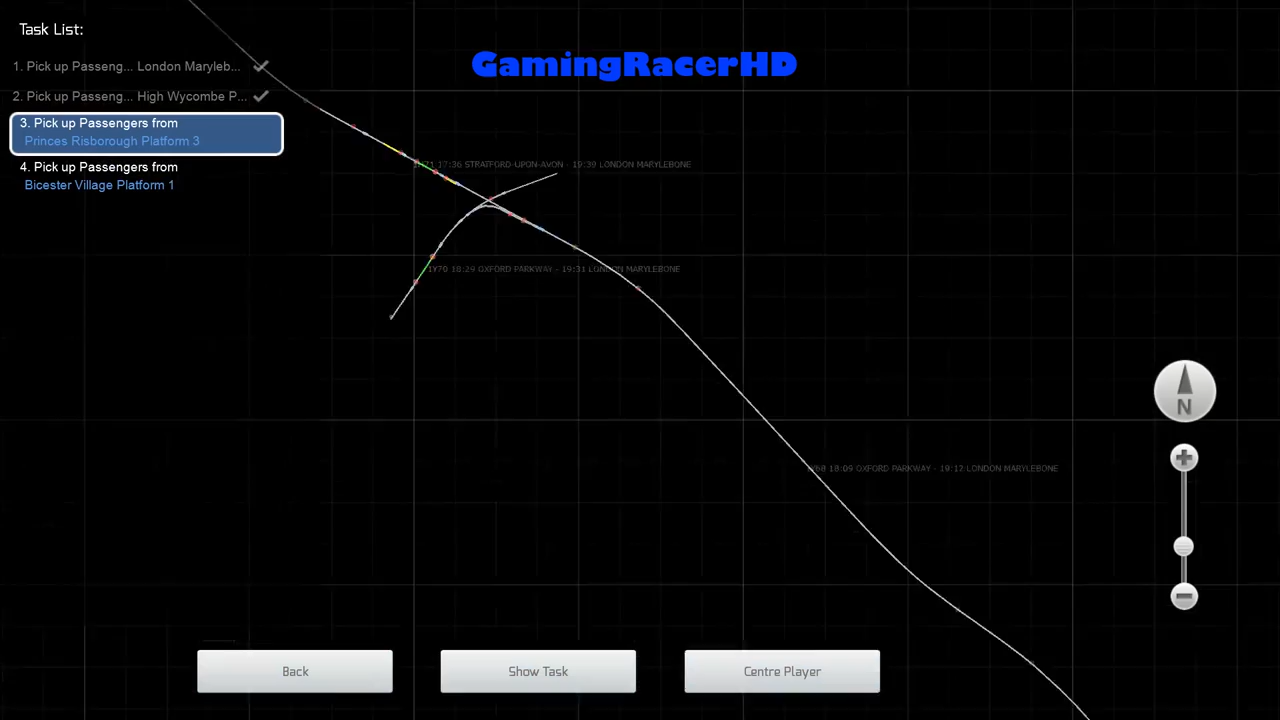 Task List:
GamingRacerHD
1. Pick up Passeng... London Maryleb...
2. Pick up Passeng... High Wycombe P...
3. Pick up Passengers from
Princes Risborough Platform 3
4. Pick up Passengers from
Bicester Village Platform 1
17:36 STRATFORD-UPON-AVON - 19:39 LONDON MARYLEBONE
1Y70 18:29 OXFORD PARKWAY - 19:31 LONDON MARYLEBONE
1Y68 18:09 OXFORD PARKWAY - 19:12 LONDON MARYLEBONE
N
Back
Show Task
Centre Player